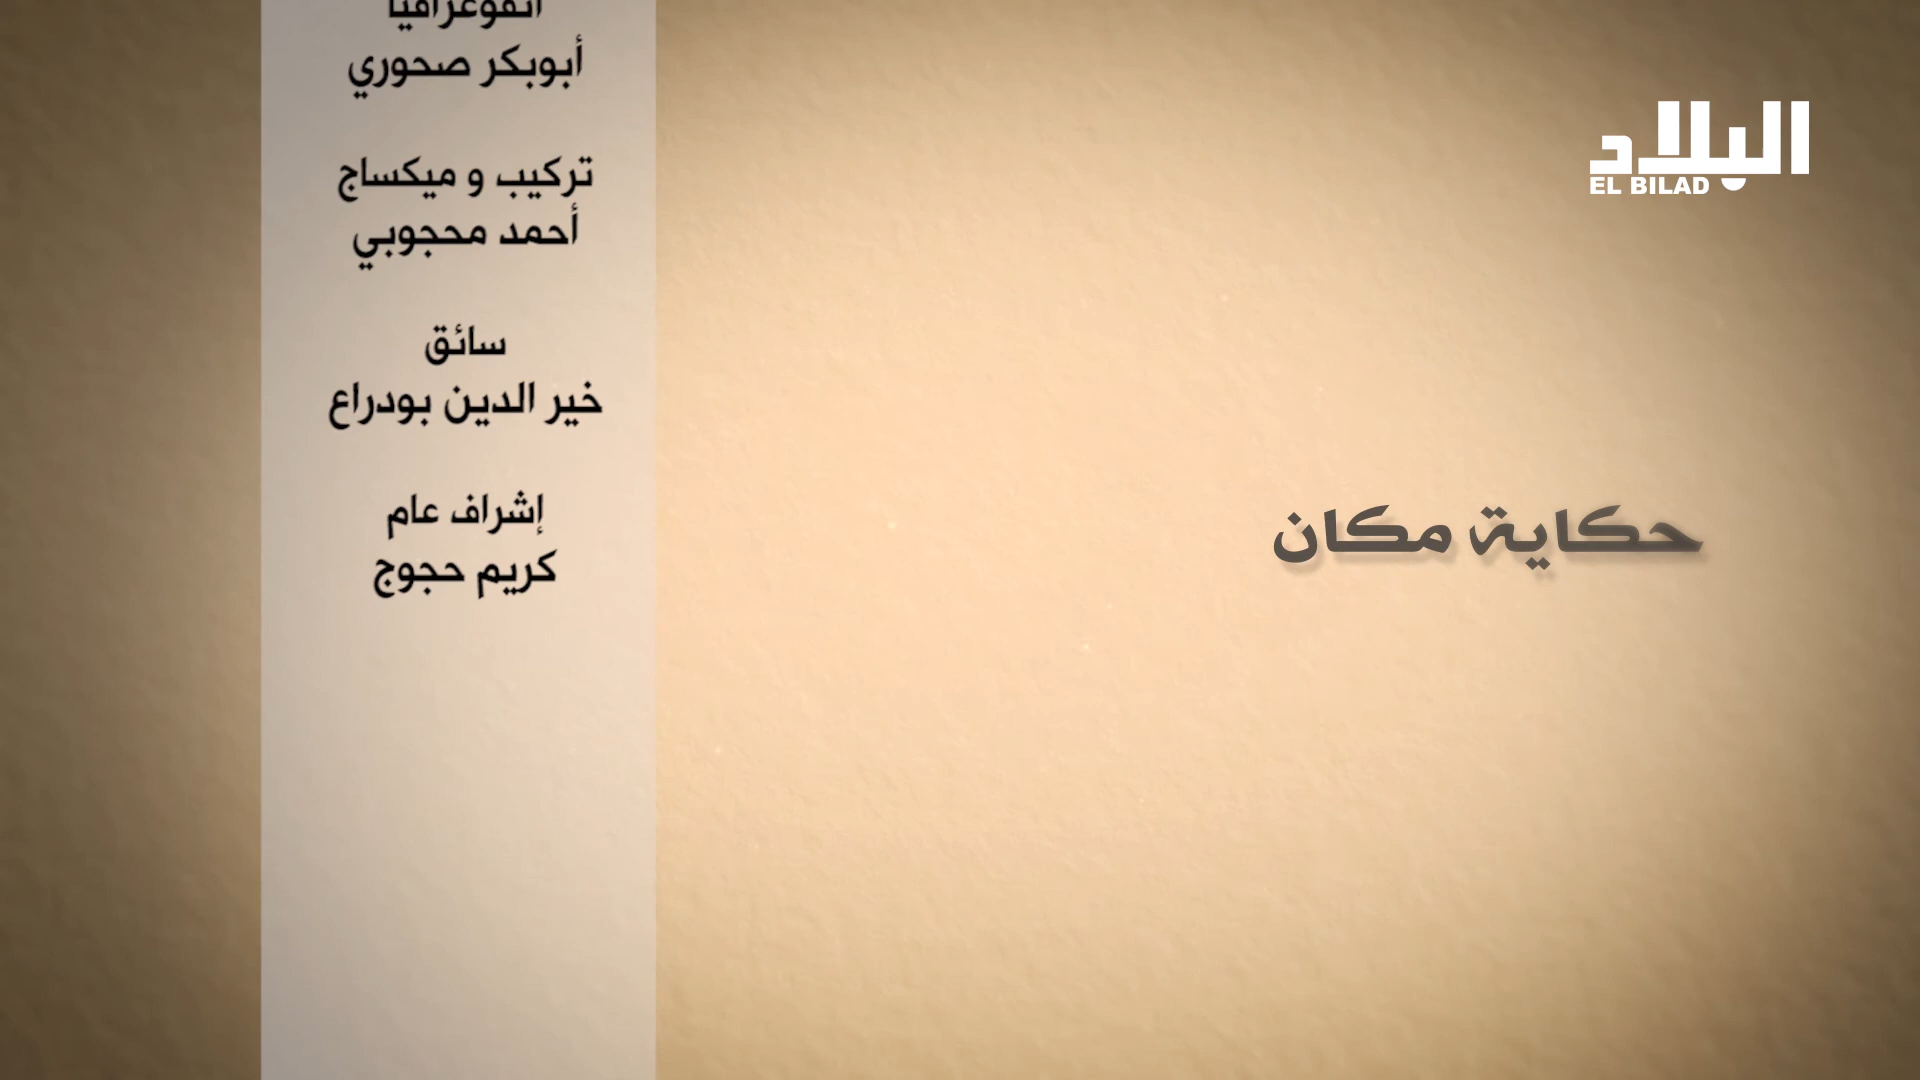 انفوغرافيا
أبوبكر صحوري
تركيب و ميكساج
أحمد محجوبي
سائق
خير الدين بودراع
إشراف عام
كريم حجوج
البلاد
EL BILAD
حكاية مكان